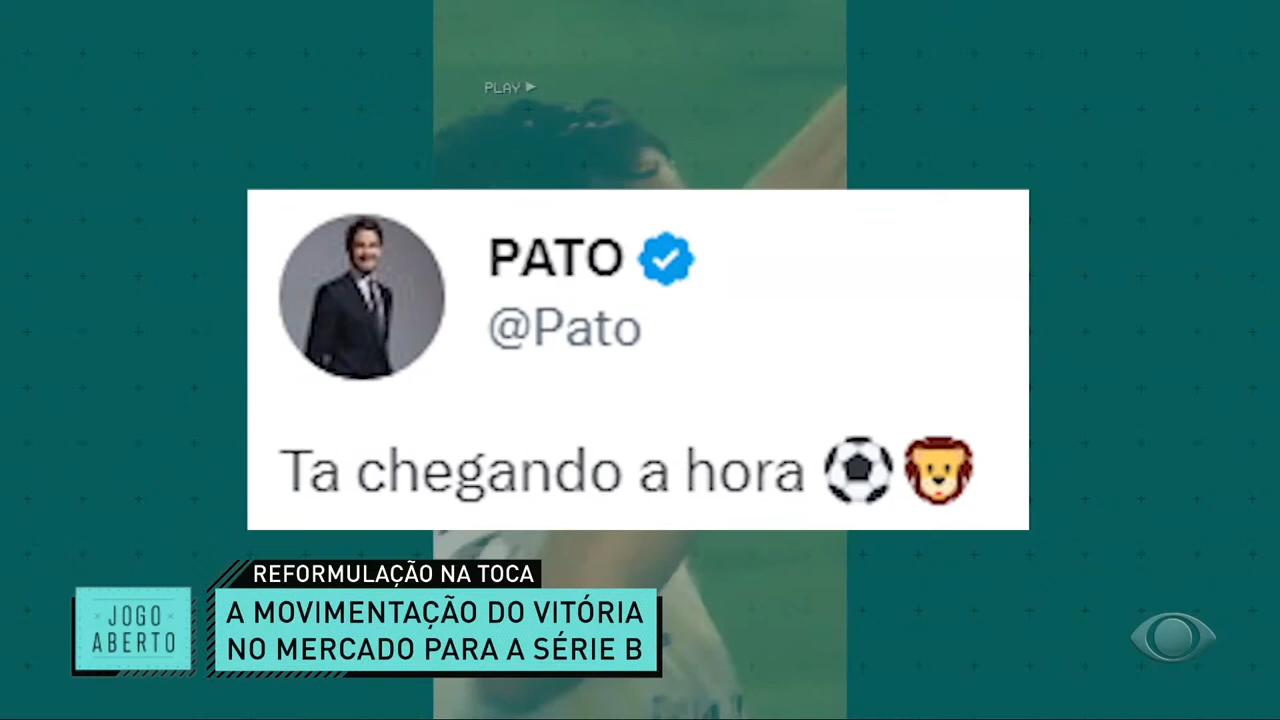 PLAY
PATO
@Pato
Ta chegando a hora
REFORMULAÇÃO NA TOCA
A MOVIMENTAÇÃO DO VITÓRIA
NO MERCADO PARA A SÉRIE B
JOGO
ABERTO